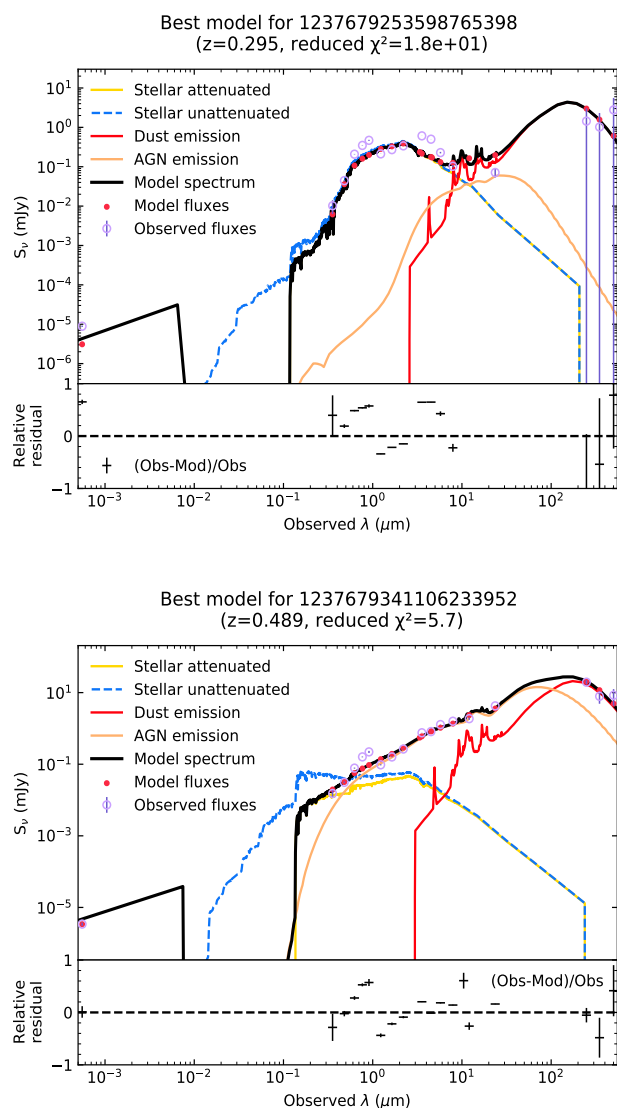 Best model for 1237679253598765398
(z=0.295, reduced χ²=1.8e+01)
10¹
10⁰
10⁻¹
10⁻²
10⁻³
10⁻⁴
10⁻⁵
10⁻⁶
S_ν (mJy)
Stellar attenuated
Stellar unattenuated
Dust emission
AGN emission
Model spectrum
Model fluxes
Observed fluxes
1
0
−1
Relative
residual
(Obs-Mod)/Obs
10⁻³ 10⁻² 10⁻¹ 10⁰ 10¹ 10²
Observed λ (μm)
Best model for 1237679341106233952
(z=0.489, reduced χ²=5.7)
10¹
10⁻¹
10⁻³
10⁻⁵
S_ν (mJy)
Stellar attenuated
Stellar unattenuated
Dust emission
AGN emission
Model spectrum
Model fluxes
Observed fluxes
1
0
−1
Relative
residual
(Obs-Mod)/Obs
10⁻³ 10⁻² 10⁻¹ 10⁰ 10¹ 10²
Observed λ (μm)